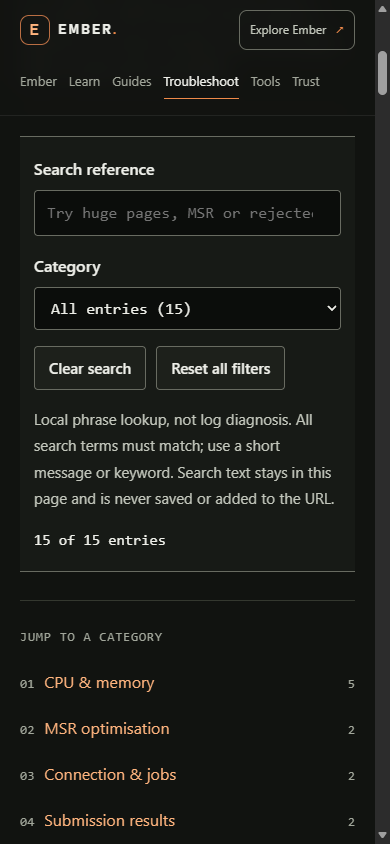 E EMBER.
Explore Ember ↗
Ember Learn Guides Troubleshoot Tools Trust
Search reference
Try huge pages, MSR or rejected
Category
All entries (15)
Clear search Reset all filters
Local phrase lookup, not log diagnosis. All
search terms must match; use a short
message or keyword. Search text stays in this
page and is never saved or added to the URL.
15 of 15 entries
JUMP TO A CATEGORY
01 CPU & memory 5
02 MSR optimisation 2
03 Connection & jobs 2
04 Submission results 2